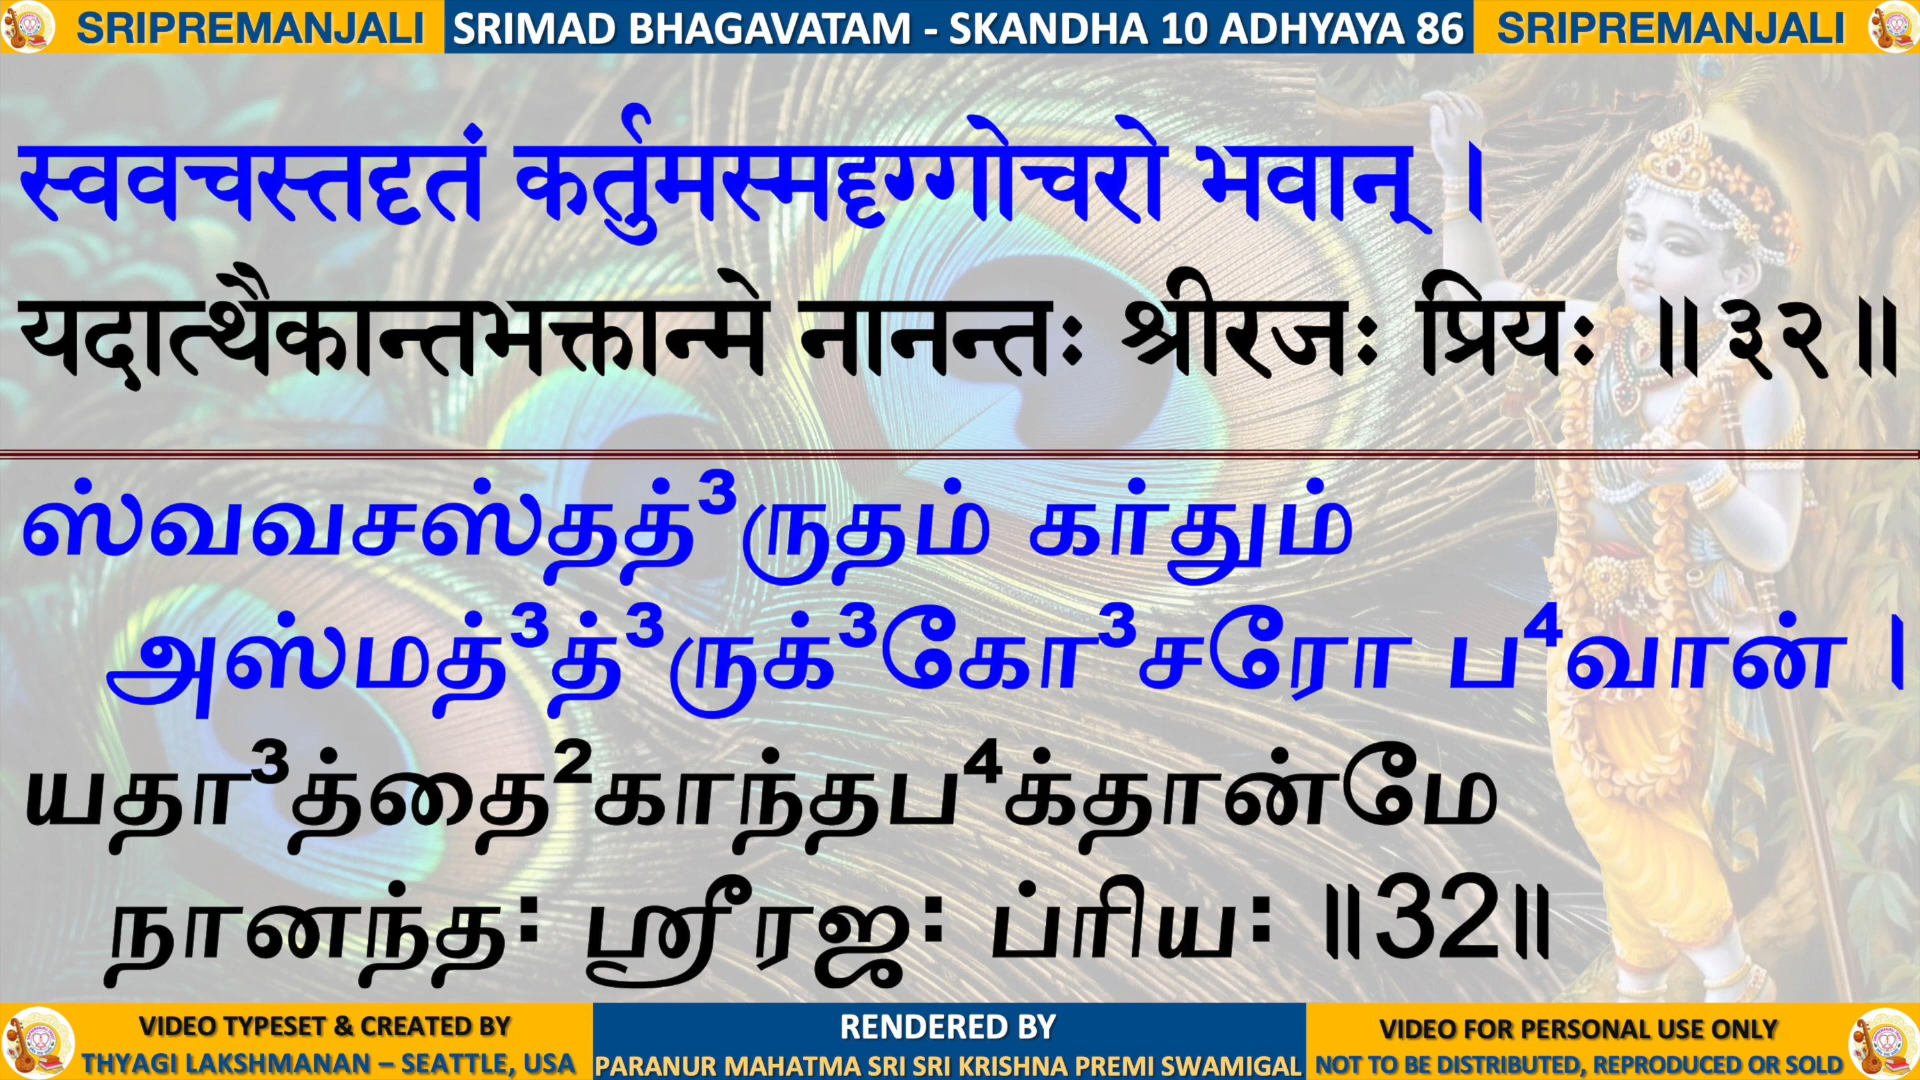 SRIPREMANJALI SRIMAD BHAGAVATAM - SKANDHA 10 ADHYAYA 86 SRIPREMANJALI
स्ववचस्तदृतं कर्तुमस्मद्दृग्गोचरो भवान् ।
यदात्थैकान्तभक्तान्मे नानन्तः श्रीरजः प्रियः ॥३२॥
ஸ்வவசஸ்தத்³ருதம் கர்தும்
அஸ்மத்³த்³ருக்³கோ³சரோ ப⁴வான் ।
யதா³த்தை²காந்தப⁴க்தான்மே
நானந்த: ஶ்ரீரஜ: ப்ரிய: ॥32॥
VIDEO TYPESET & CREATED BY
THYAGI LAKSHMANAN – SEATTLE, USA
RENDERED BY
PARANUR MAHATMA SRI SRI KRISHNA PREMI SWAMIGAL
VIDEO FOR PERSONAL USE ONLY
NOT TO BE DISTRIBUTED, REPRODUCED OR SOLD